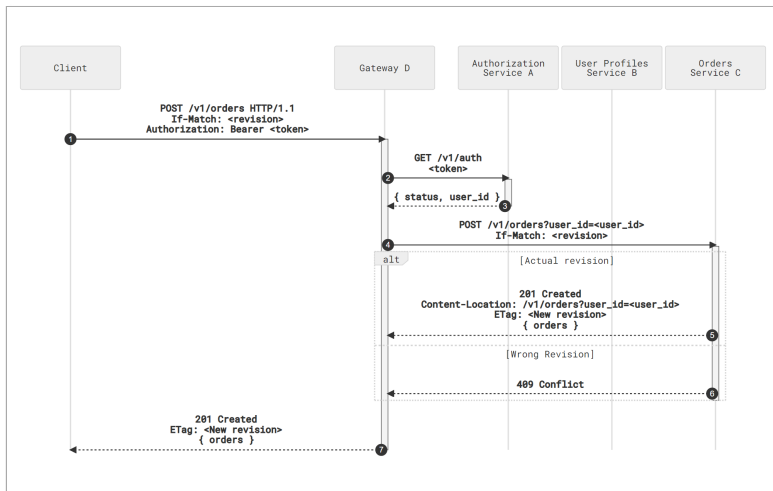 Client
Gateway D
Authorization
Service A
User Profiles
Service B
Orders
Service C
POST /v1/orders HTTP/1.1
If-Match: <revision>
Authorization: Bearer <token>
1
GET /v1/auth
<token>
2
{ status, user_id }
3
POST /v1/orders?user_id=<user_id>
If-Match: <revision>
4
alt
[Actual revision]
201 Created
Content-Location: /v1/orders?user_id=<user_id>
ETag: <New revision>
{ orders }
5
[Wrong Revision]
409 Conflict
6
201 Created
ETag: <New revision>
{ orders }
7